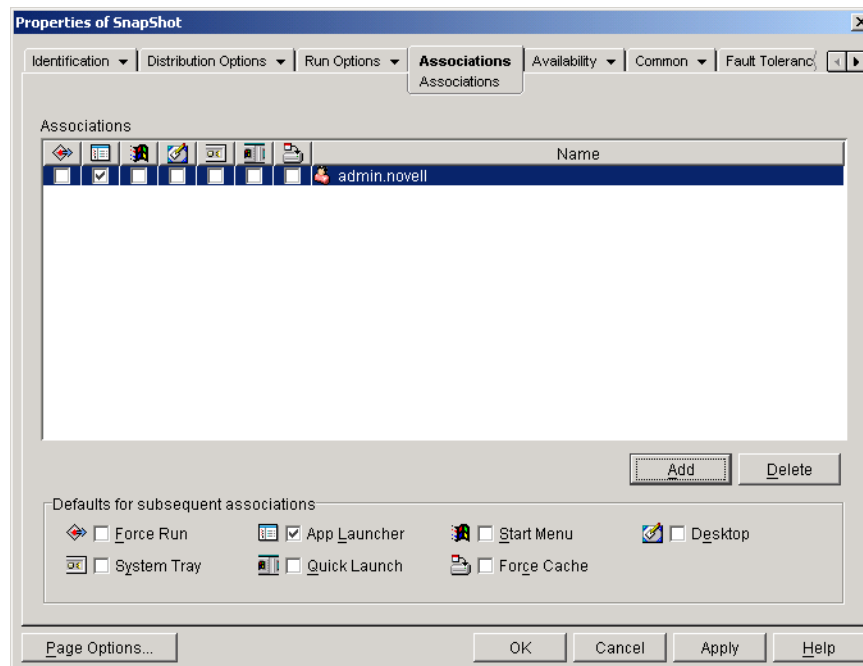 Properties of SnapShot
Identification Distribution Options Run Options Associations Availability Common Fault Toleranc
Associations
Associations
Name
admin.novell
Add Delete
Defaults for subsequent associations
Force Run App Launcher Start Menu Desktop
System Tray Quick Launch Force Cache
Page Options... OK Cancel Apply Help